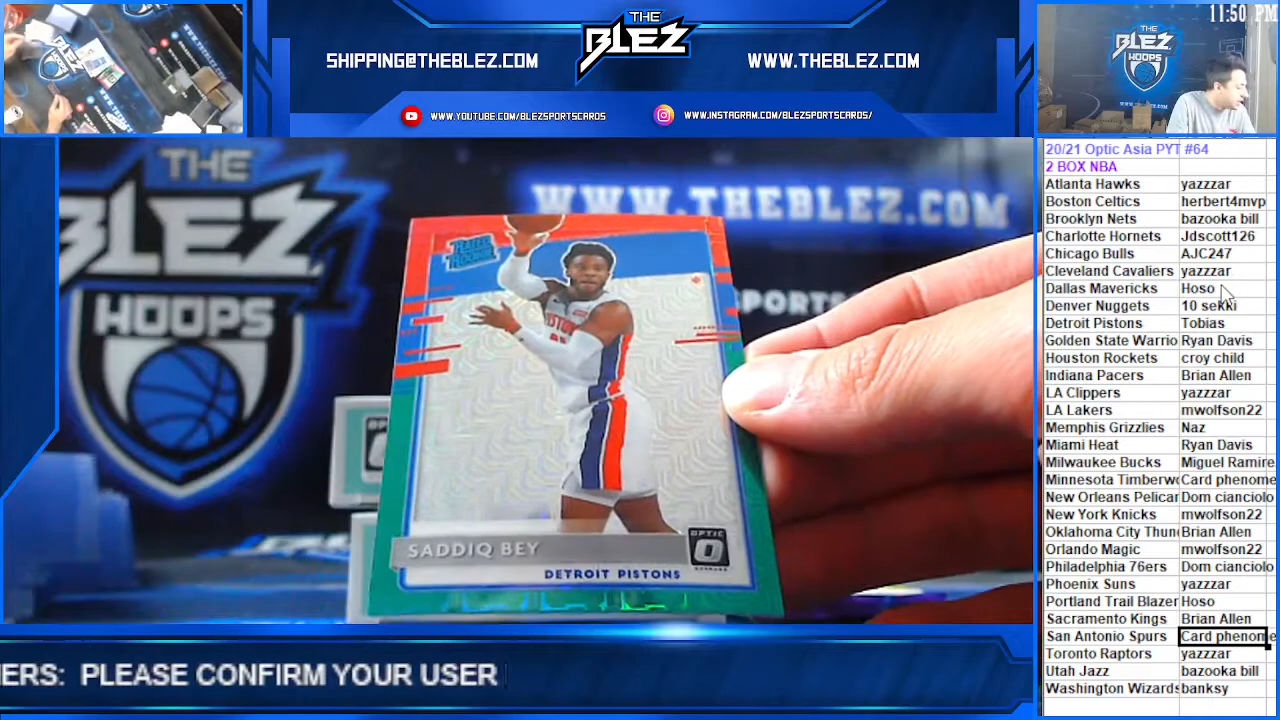 11:50 PM
THE
BLEZ
SHIPPING@THEBLEZ.COM
WWW.THEBLEZ.COM
WWW.YOUTUBE.COM/BLEZSPORTSCARDS
WWW.INSTAGRAM.COM/BLEZSPORTSCARDS/
THE
BLEZ
HOOPS
WWW.THEBLEZ.COM
THE
BLEZ
HOOPS
RATED
ROOKIE
SADDIQ BEY
OPTIC
DETROIT PISTONS
ERS: PLEASE CONFIRM YOUR USER
20/21 Optic Asia PYT #64
2 BOX NBA
Atlanta Hawks yazzzar
Boston Celtics herbert4mvp
Brooklyn Nets bazooka bill
Charlotte Hornets Jdscott126
Chicago Bulls AJC247
Cleveland Cavaliers yazzzar
Dallas Mavericks Hoso
Denver Nuggets 10 sekki
Detroit Pistons Tobias
Golden State Warrio Ryan Davis
Houston Rockets croy child
Indiana Pacers Brian Allen
LA Clippers yazzzar
LA Lakers mwolfson22
Memphis Grizzlies Naz
Miami Heat Ryan Davis
Milwaukee Bucks Miguel Ramire
Minnesota Timberw Card phenome
New Orleans Pelicar Dom cianciolo
New York Knicks mwolfson22
Oklahoma City Thun Brian Allen
Orlando Magic mwolfson22
Philadelphia 76ers Dom cianciolo
Phoenix Suns yazzzar
Portland Trail Blazer Hoso
Sacramento Kings Brian Allen
San Antonio Spurs Card phenome
Toronto Raptors yazzzar
Utah Jazz bazooka bill
Washington Wizards banksy